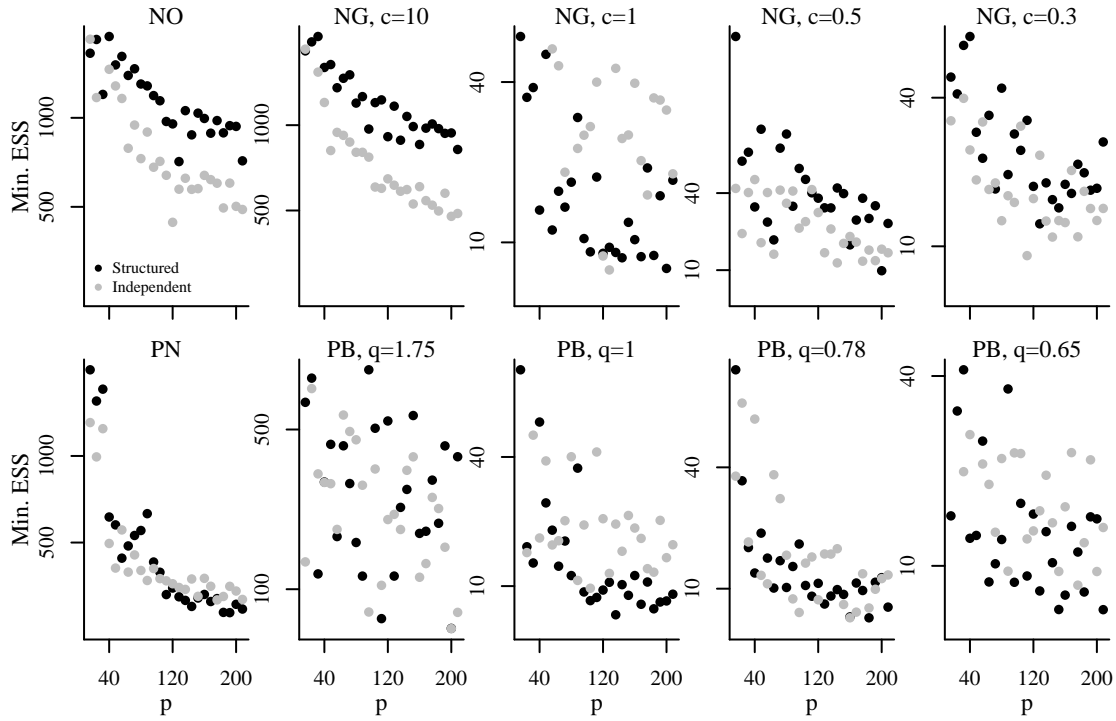 NO
NG, c=10
NG, c=1
NG, c=0.5
NG, c=0.3
Min. ESS
1000
500
Structured
Independent
1000
500
40
10
40
10
40
10
PN
PB, q=1.75
PB, q=1
PB, q=0.78
PB, q=0.65
Min. ESS
1000
500
500
100
40
10
40
10
40
10
40 120 200
40 120 200
40 120 200
40 120 200
40 120 200
p
p
p
p
p